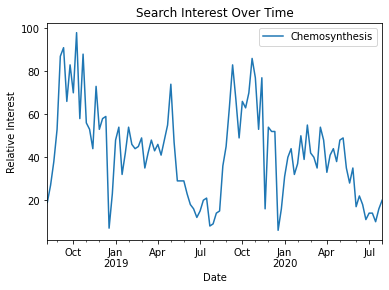 Search Interest Over Time
Chemosynthesis
Relative Interest
100
80
60
40
20
Oct
Jan
2019
Apr
Jul
Oct
Jan
2020
Apr
Jul
Date